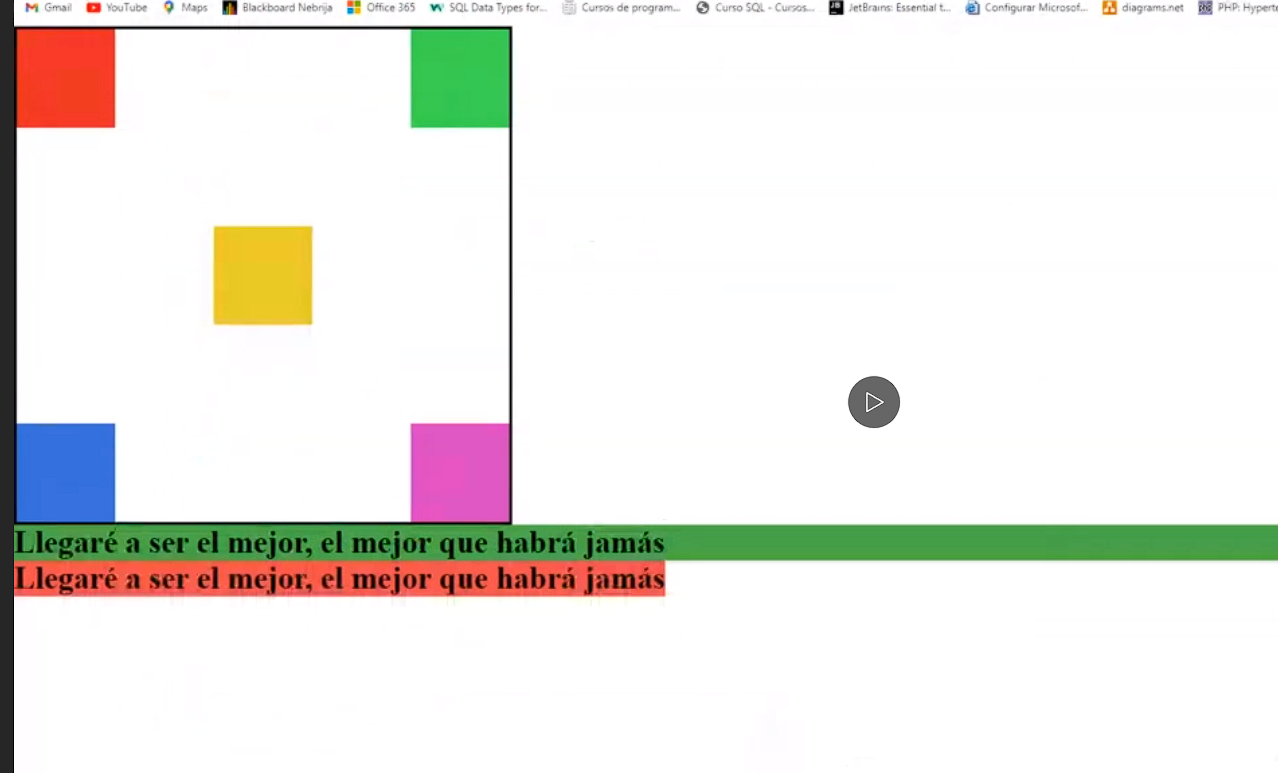 Gmail YouTube Maps Blackboard Nebrija Office 365 SQL Data Types for... Cursos de program... Curso SQL - Cursos... JetBrains: Essential t... Configurar Microsof... diagrams.net PHP: Hyperte
Llegaré a ser el mejor, el mejor que habrá jamás
Llegaré a ser el mejor, el mejor que habrá jamás